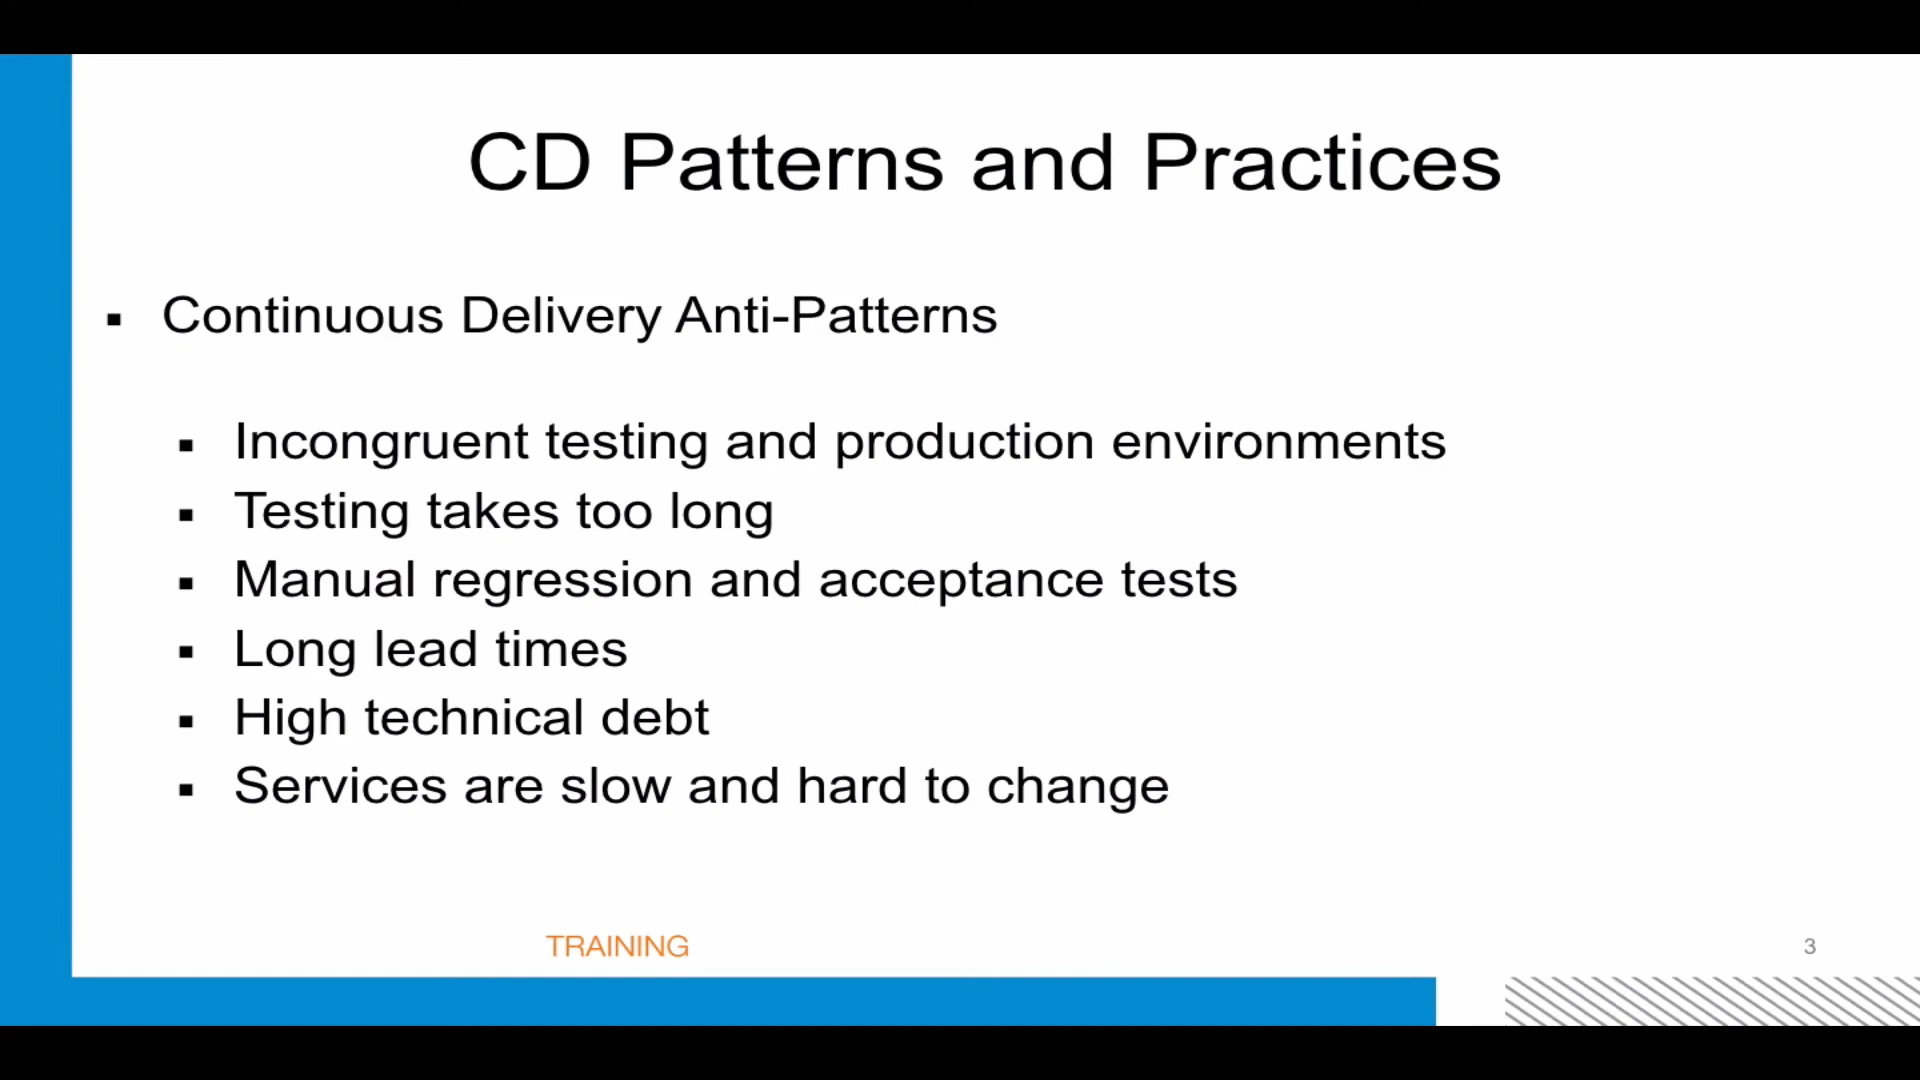 CD Patterns and Practices
Continuous Delivery Anti-Patterns
Incongruent testing and production environments
Testing takes too long
Manual regression and acceptance tests
Long lead times
High technical debt
Services are slow and hard to change
TRAINING
3